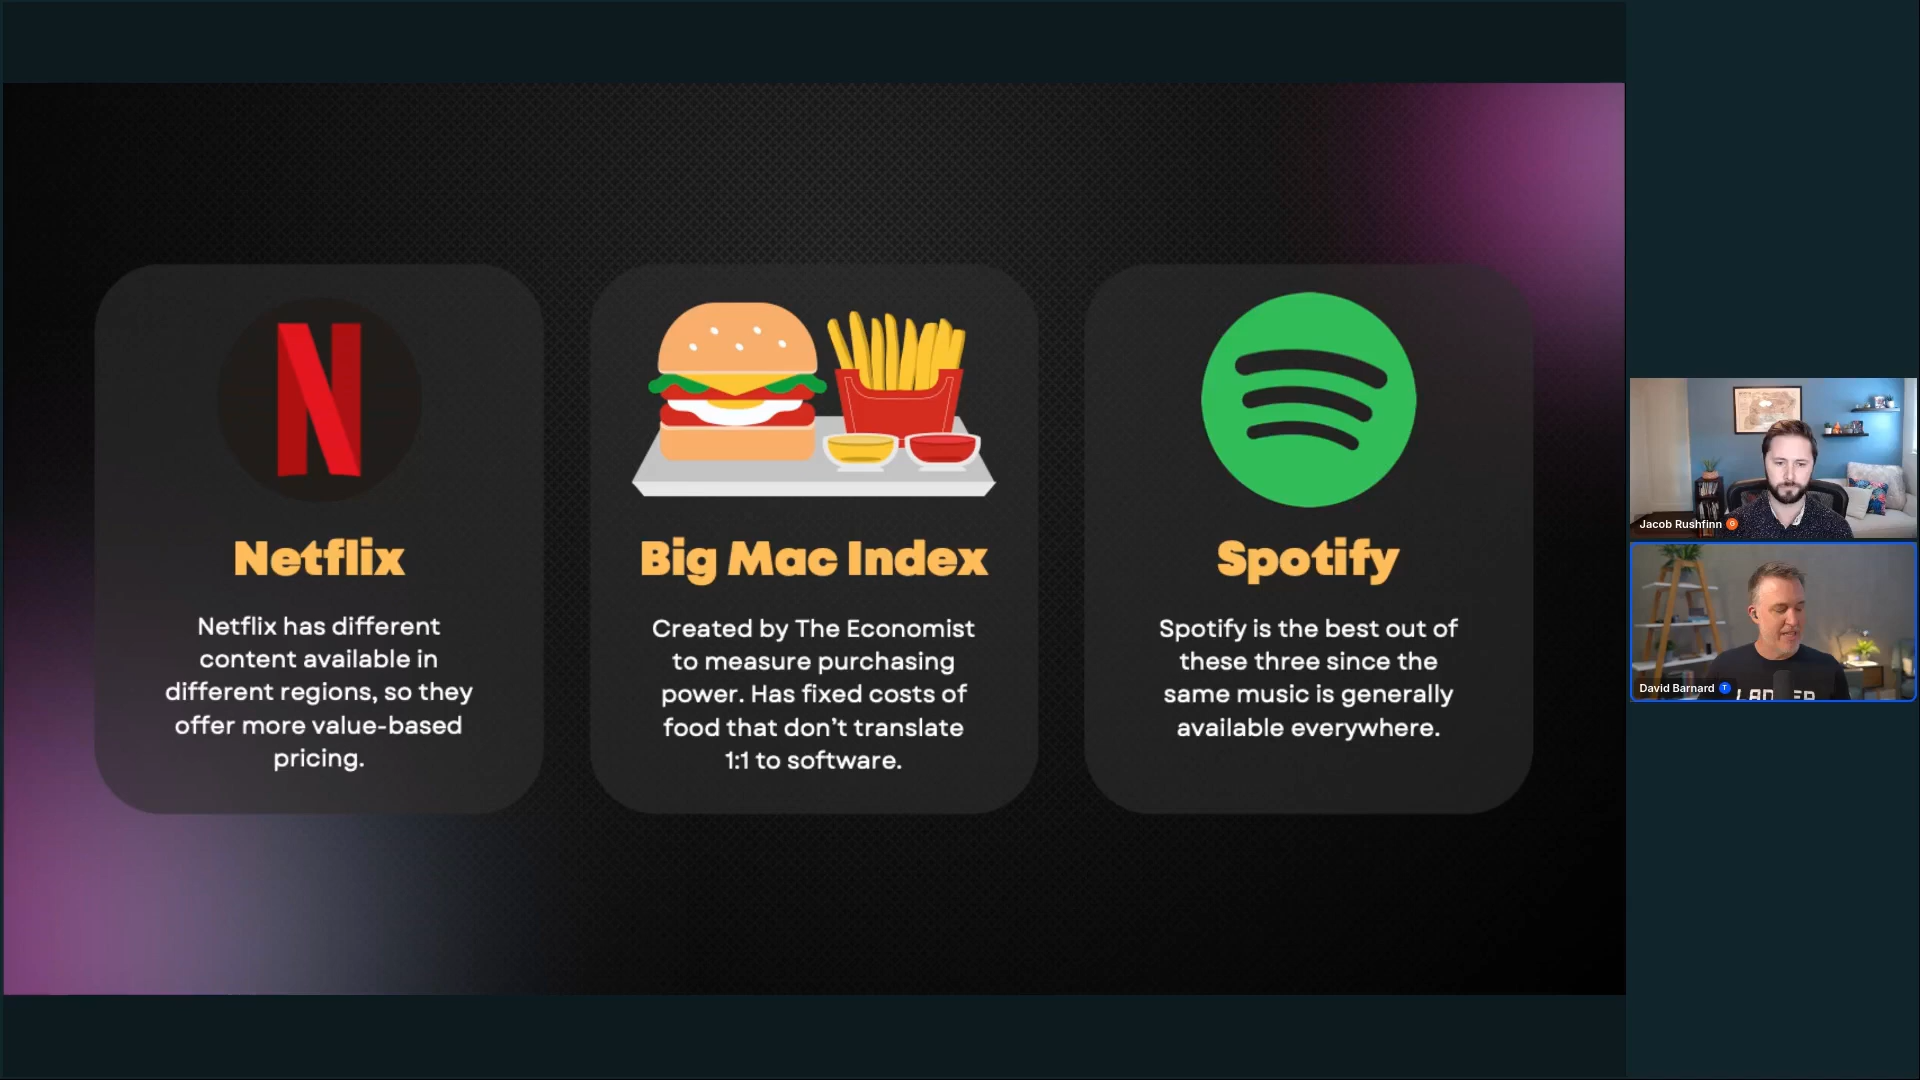 Netflix
Netflix has different
content available in
different regions, so they
offer more value-based
pricing.
Big Mac Index
Created by The Economist
to measure purchasing
power. Has fixed costs of
food that don't translate
1:1 to software.
Spotify
Spotify is the best out of
these three since the
same music is generally
available everywhere.
Jacob Rushfinn
David Barnard